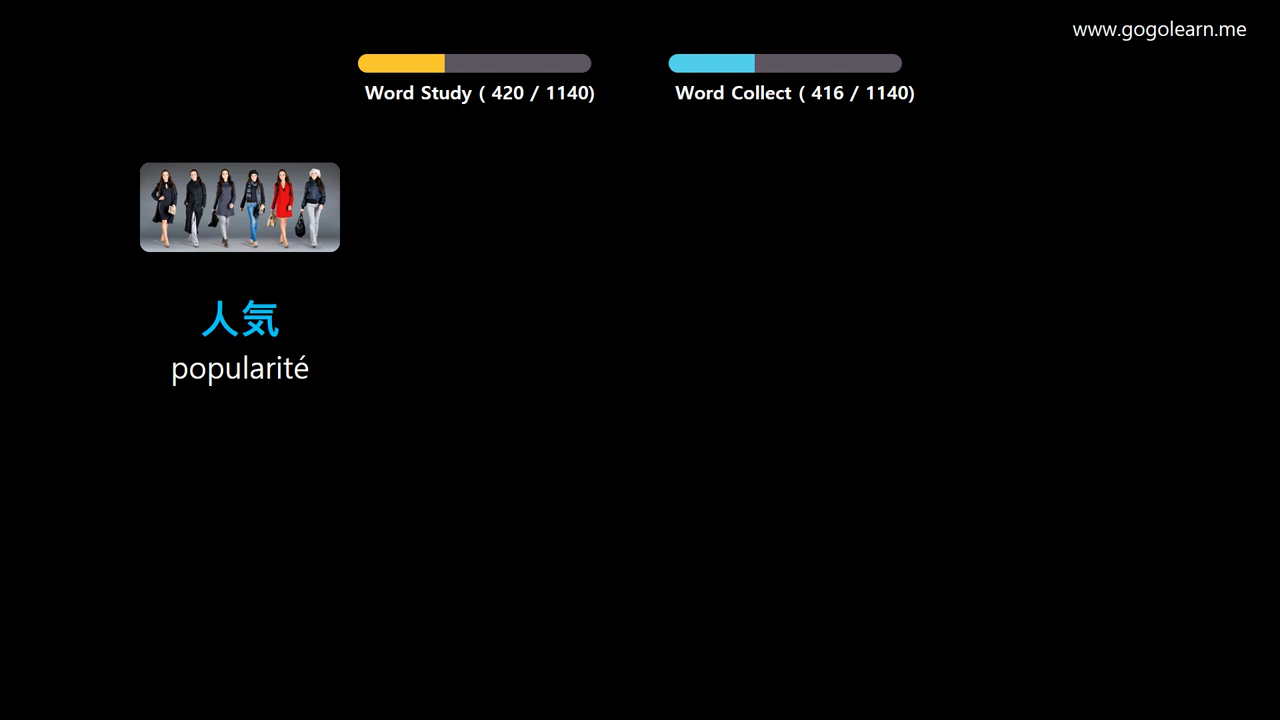 www.gogolearn.me
Word Study ( 420 / 1140)
Word Collect ( 416 / 1140)
人気
popularité